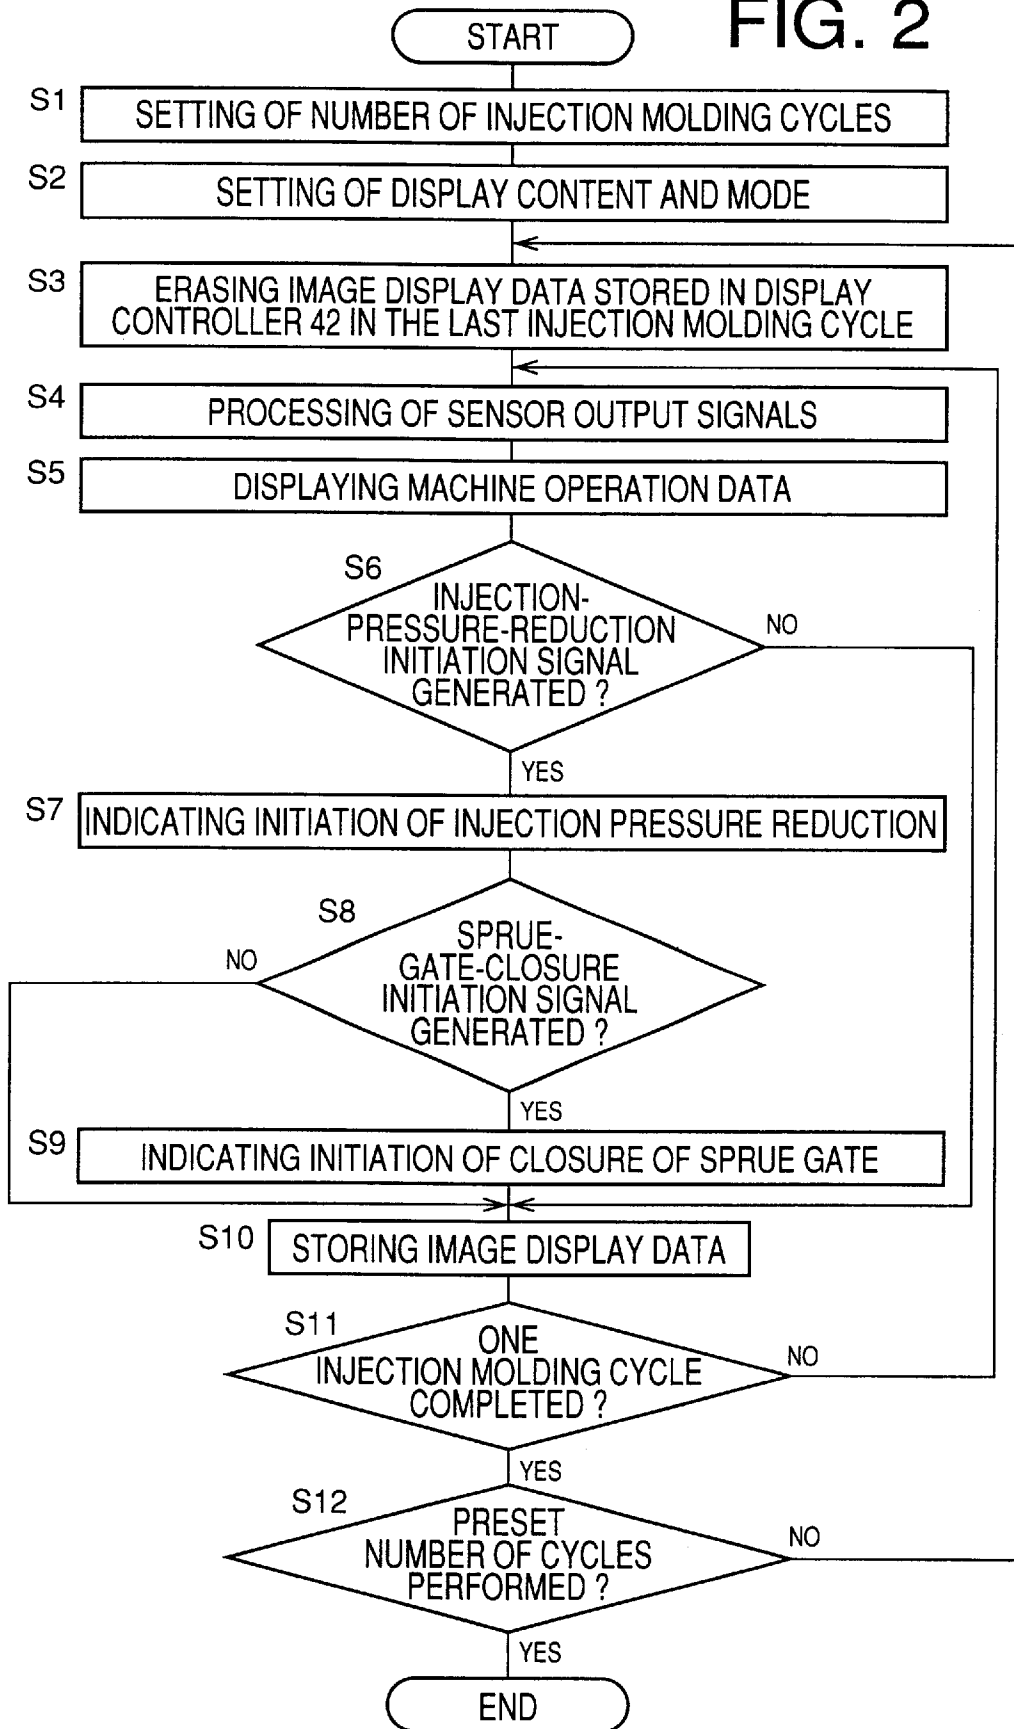 FIG. 2
START
S1
SETTING OF NUMBER OF INJECTION MOLDING CYCLES
S2
SETTING OF DISPLAY CONTENT AND MODE
S3
ERASING IMAGE DISPLAY DATA STORED IN DISPLAY
CONTROLLER 42 IN THE LAST INJECTION MOLDING CYCLE
S4
PROCESSING OF SENSOR OUTPUT SIGNALS
S5
DISPLAYING MACHINE OPERATION DATA
S6
INJECTION-
PRESSURE-REDUCTION
INITIATION SIGNAL
GENERATED ?
NO
YES
S7
INDICATING INITIATION OF INJECTION PRESSURE REDUCTION
S8
SPRUE-
GATE-CLOSURE
INITIATION SIGNAL
GENERATED ?
NO
YES
S9
INDICATING INITIATION OF CLOSURE OF SPRUE GATE
S10
STORING IMAGE DISPLAY DATA
S11
ONE
INJECTION MOLDING CYCLE
COMPLETED ?
NO
YES
S12
PRESET
NUMBER OF CYCLES
PERFORMED ?
NO
YES
END